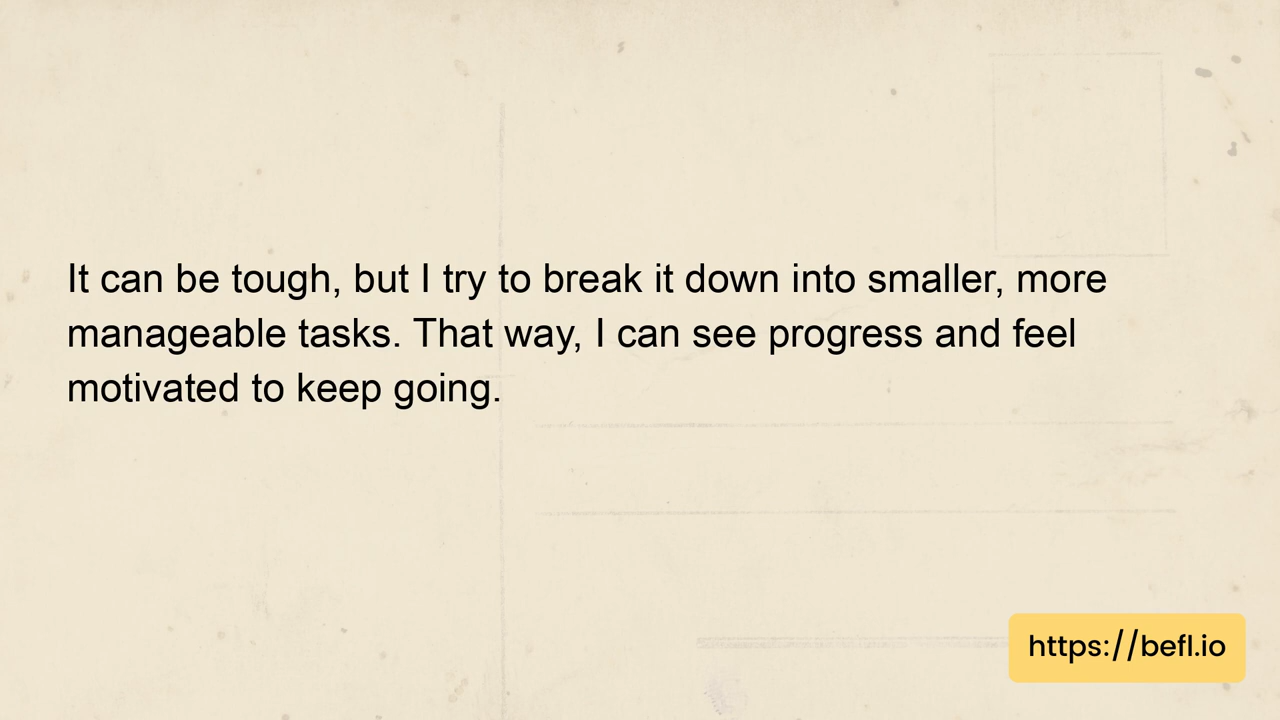 It can be tough, but I try to break it down into smaller, more
manageable tasks. That way, I can see progress and feel
motivated to keep going.
https://befl.io